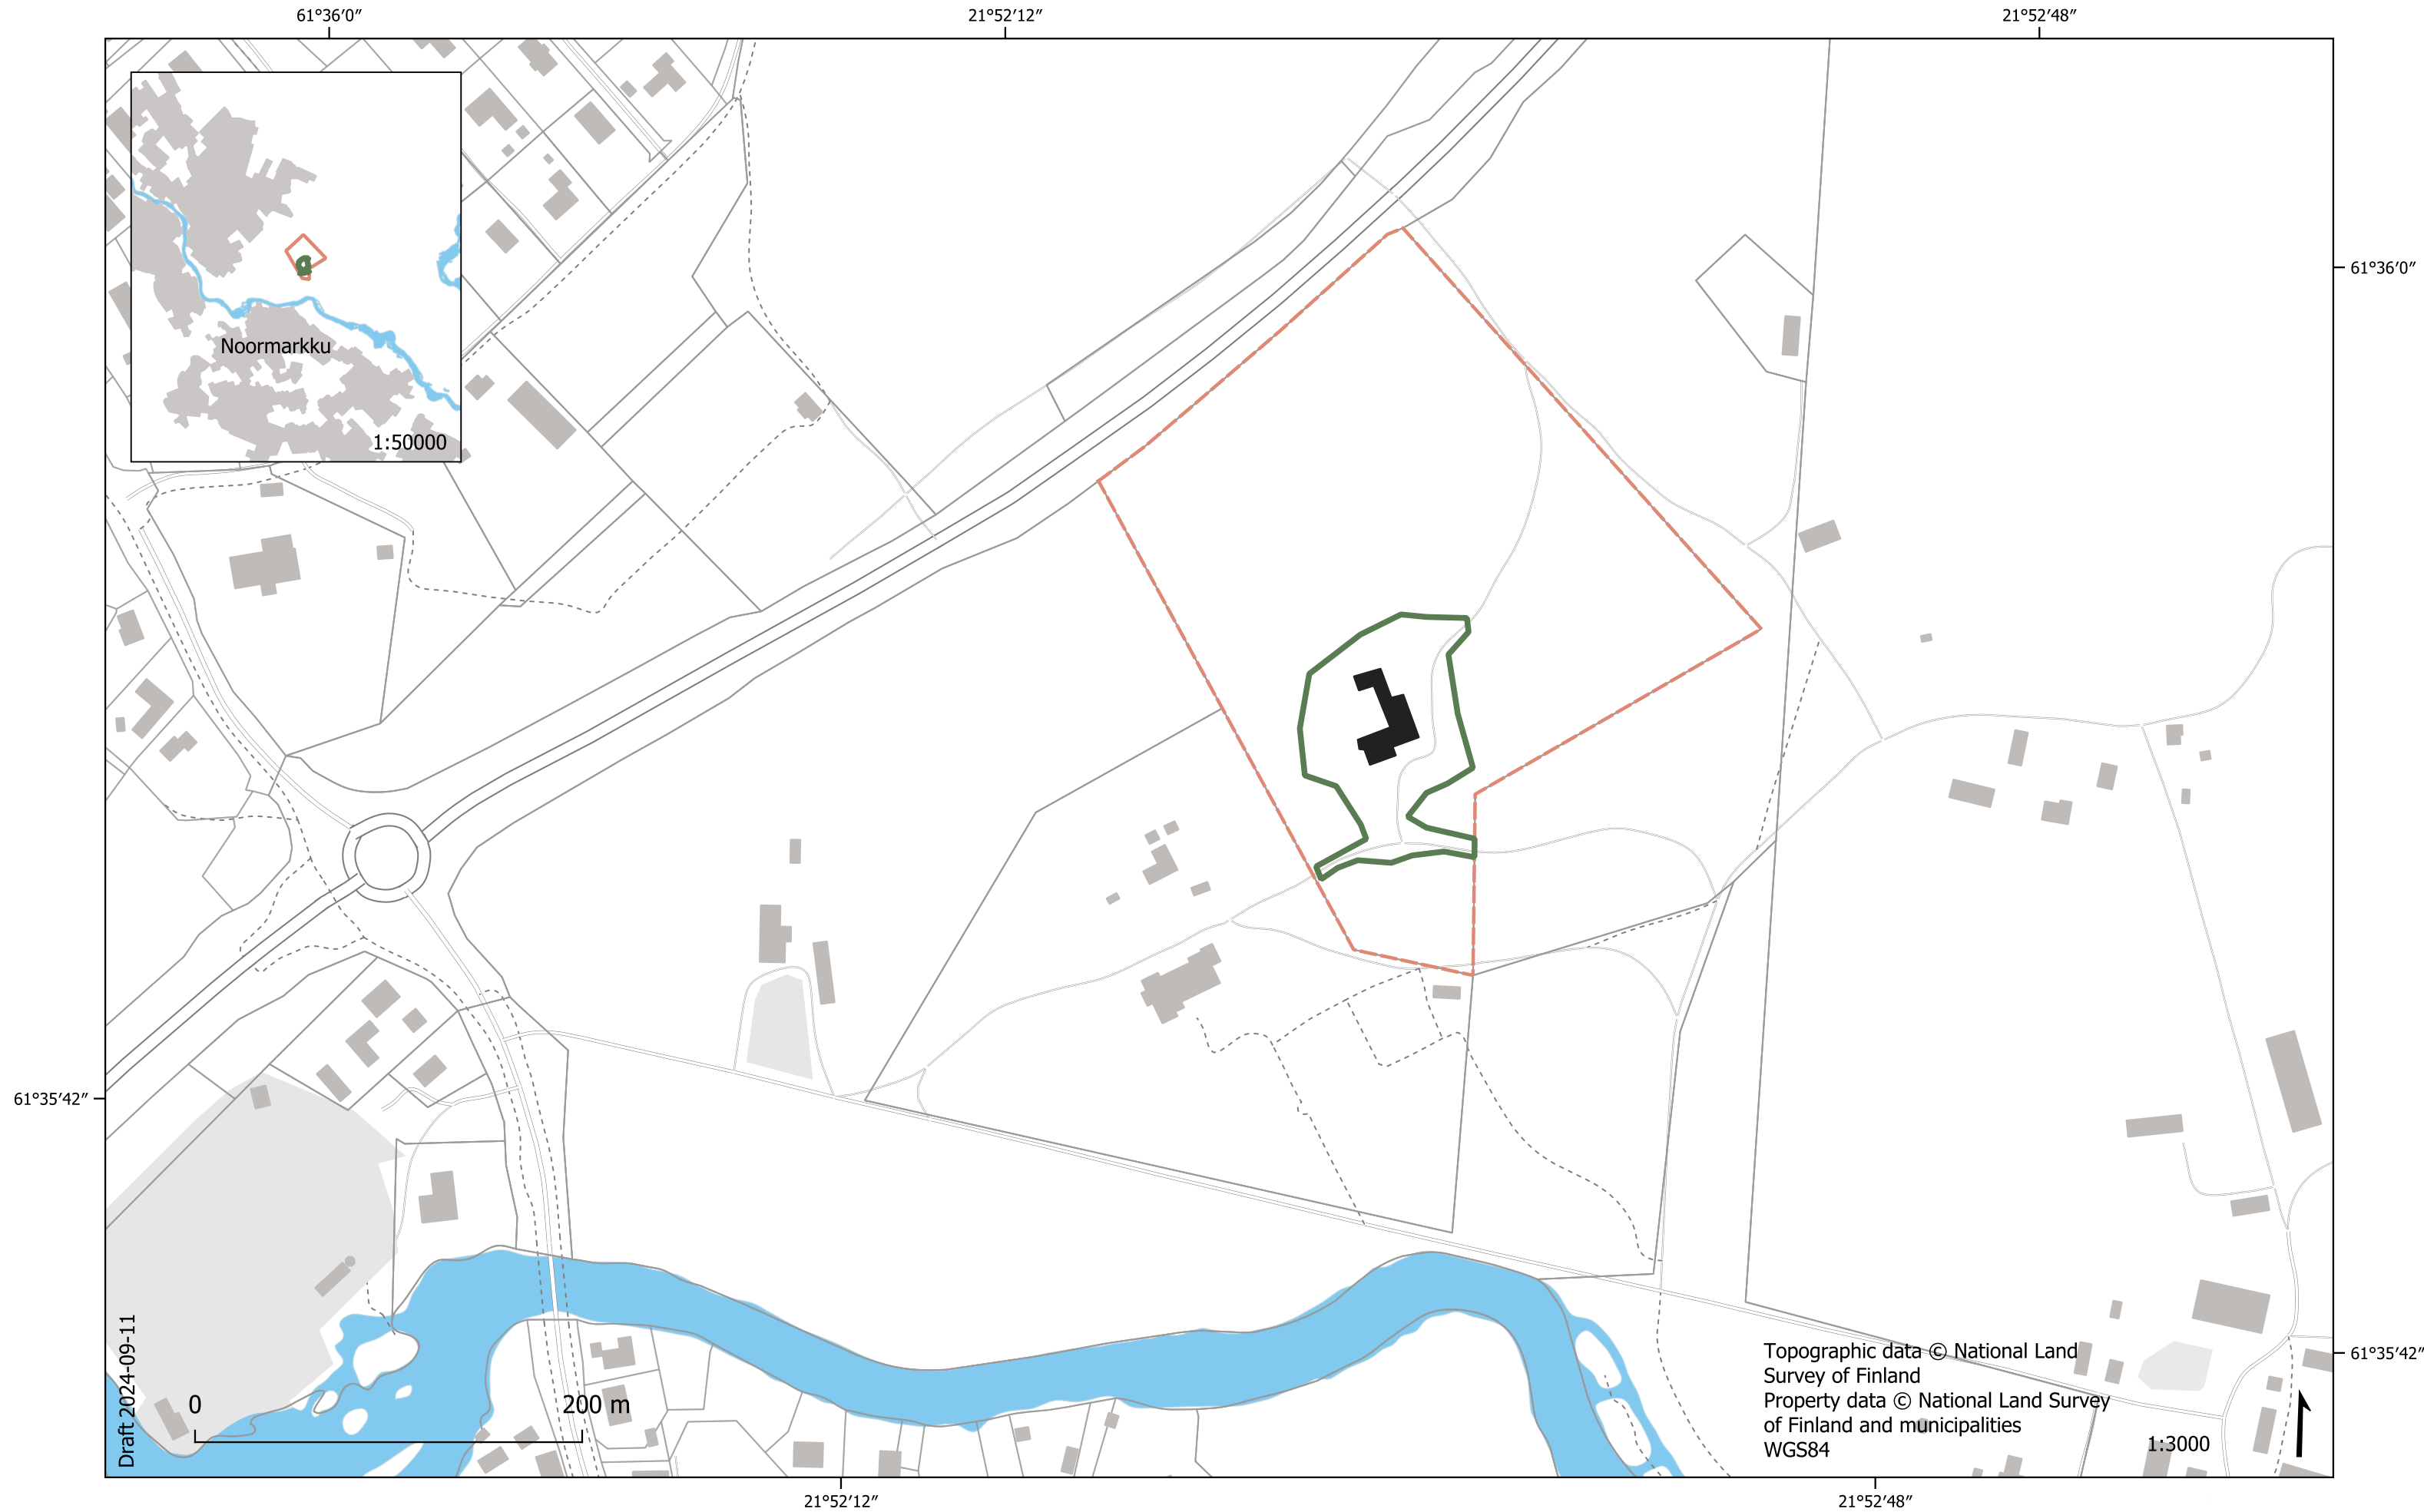 61°36′0″
21°52′12″
21°52′48″
Noormarkku
1:50000
61°36′0″
61°35′42″
61°35′42″
Draft 2024-09-11
0
200 m
Topographic data © National Land
Survey of Finland
Property data © National Land Survey
of Finland and municipalities
WGS84
1:3000
21°52′12″
21°52′48″